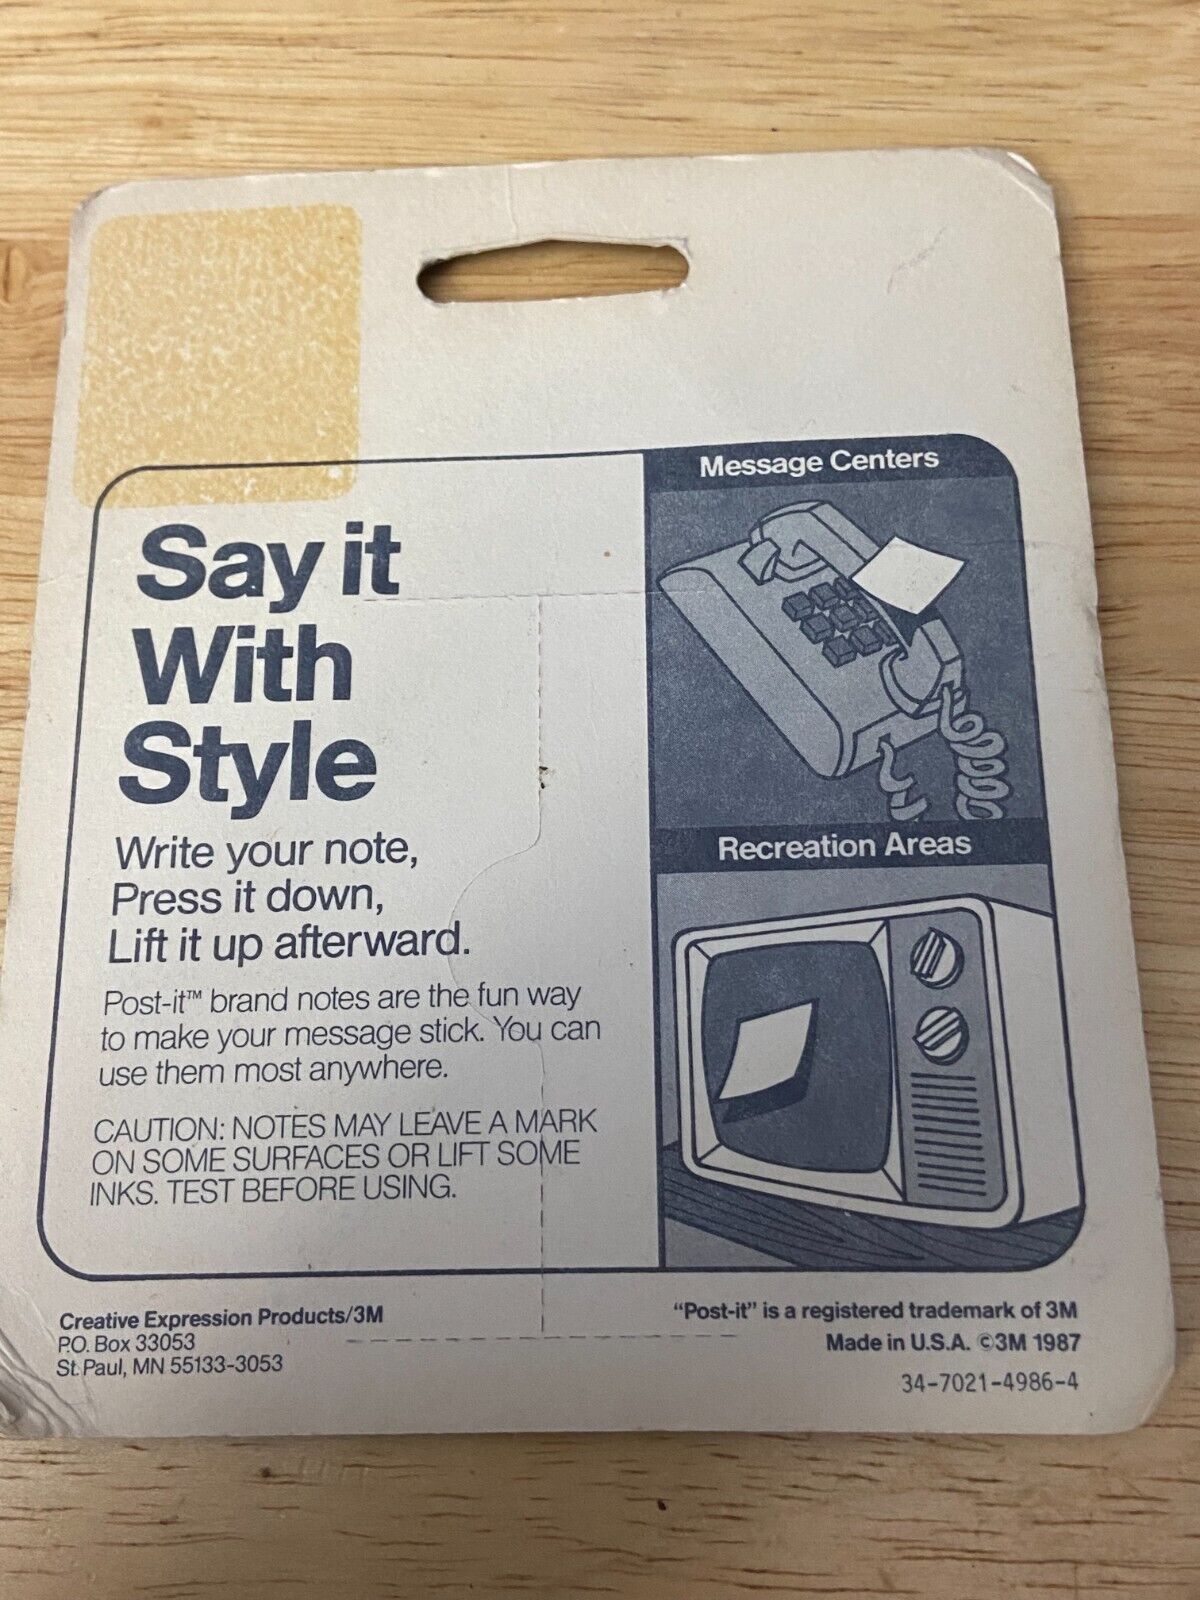 Say it
With
Style
Write your note,
Press it down,
Lift it up afterward.
Post-it™ brand notes are the fun way
to make your message stick. You can
use them most anywhere.
CAUTION: NOTES MAY LEAVE A MARK
ON SOME SURFACES OR LIFT SOME
INKS. TEST BEFORE USING.
Message Centers
Recreation Areas
Creative Expression Products/3M
P.O. Box 33053
St. Paul, MN 55133-3053
“Post-it” is a registered trademark of 3M
Made in U.S.A. ©3M 1987
34-7021-4986-4